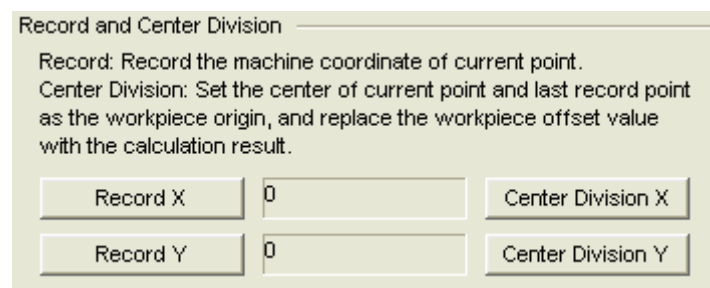 Record and Center Division
Record: Record the machine coordinate of current point.
Center Division: Set the center of current point and last record point
as the workpiece origin, and replace the workpiece offset value
with the calculation result.
Record X 0 Center Division X
Record Y 0 Center Division Y